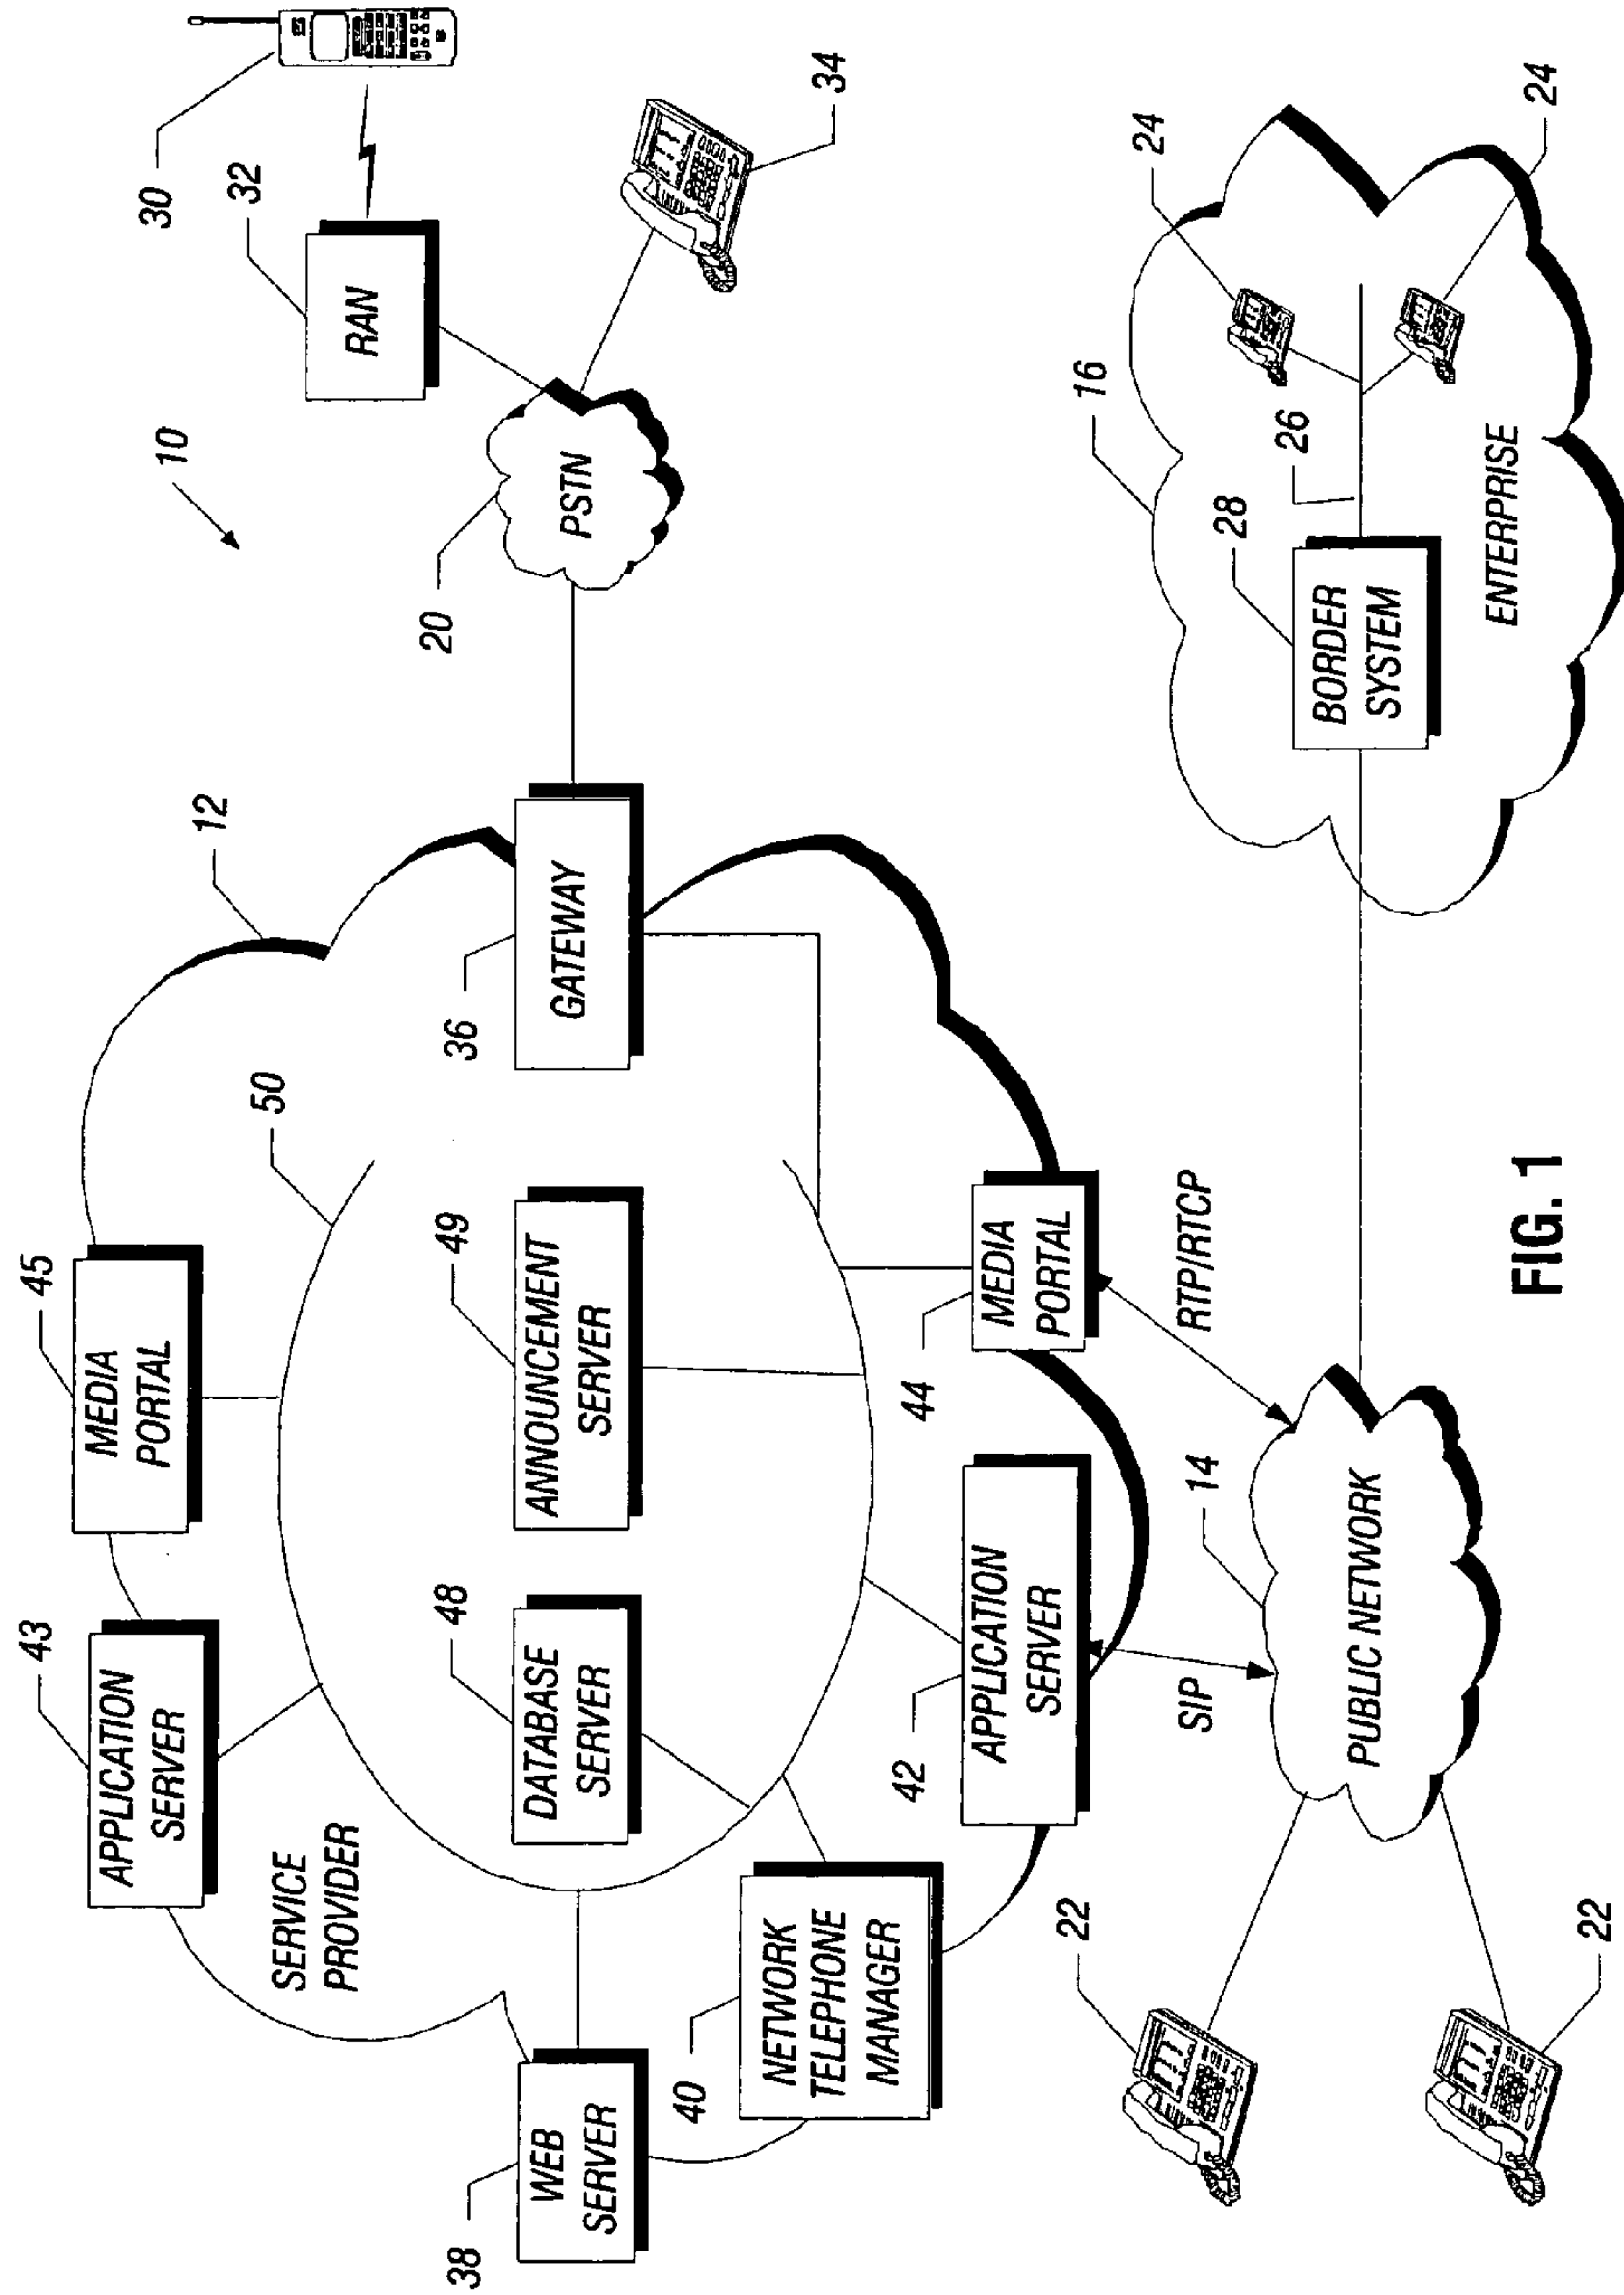 10
30
32
RAN
34
20
PSTN
12
36
GATEWAY
45
MEDIA
PORTAL
50
43
APPLICATION
SERVER
49
ANNOUNCEMENT
SERVER
48
DATABASE
SERVER
SERVICE
PROVIDER
38
WEB
SERVER
40
NETWORK
TELEPHONE
MANAGER
42
APPLICATION
SERVER
44
MEDIA
PORTAL
SIP
RTP/RTCP
14
PUBLIC NETWORK
22
22
16
28
BORDER
SYSTEM
26
24
24
ENTERPRISE
FIG. 1